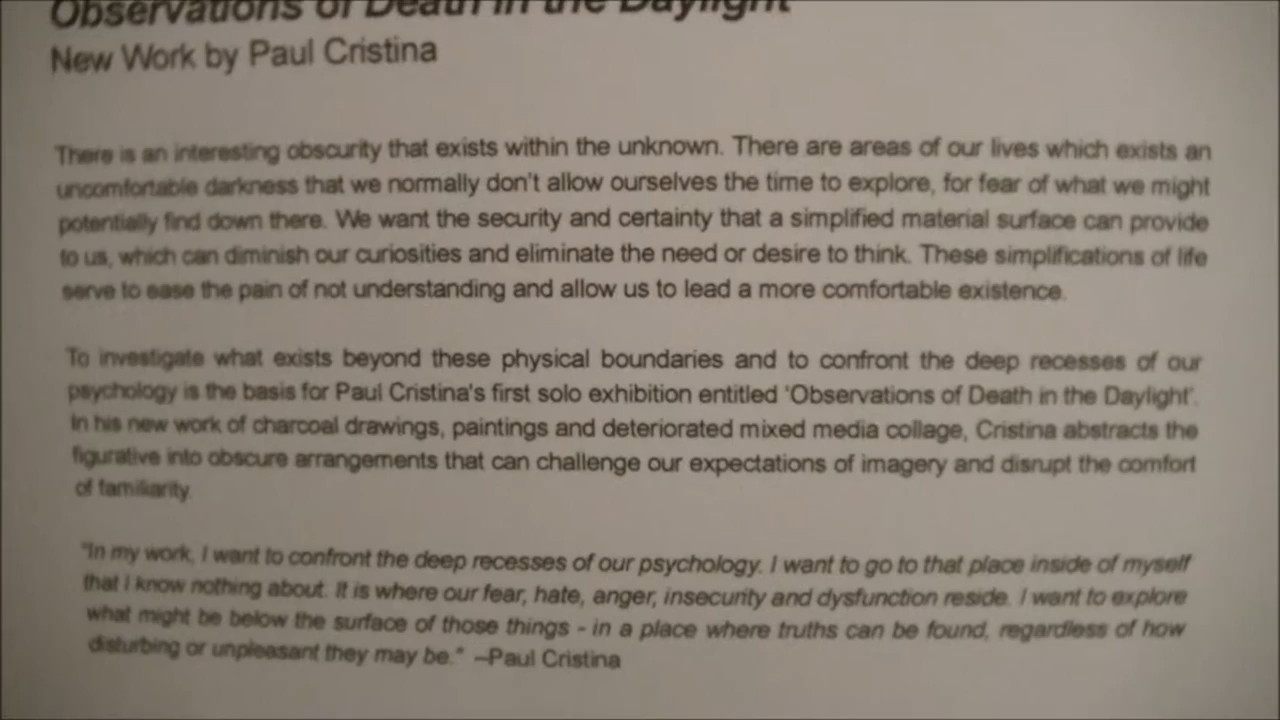 Observations of Death in the Daylight
New Work by Paul Cristina
There is an interesting obscurity that exists within the unknown. There are areas of our lives which exists an
uncomfortable darkness that we normally don't allow ourselves the time to explore, for fear of what we might
potentially find down there. We want the security and certainty that a simplified material surface can provide
to us, which can diminish our curiosities and eliminate the need or desire to think. These simplifications of life
serve to ease the pain of not understanding and allow us to lead a more comfortable existence.
To investigate what exists beyond these physical boundaries and to confront the deep recesses of our
psychology is the basis for Paul Cristina's first solo exhibition entitled 'Observations of Death in the Daylight'.
In his new work of charcoal drawings, paintings and deteriorated mixed media collage, Cristina abstracts the
figurative into obscure arrangements that can challenge our expectations of imagery and disrupt the comfort
of familiarity.
"In my work, I want to confront the deep recesses of our psychology. I want to go to that place inside of myself
that I know nothing about. It is where our fear, hate, anger, insecurity and dysfunction reside. I want to explore
what might be below the surface of those things - in a place where truths can be found, regardless of how
disturbing or unpleasant they may be." –Paul Cristina